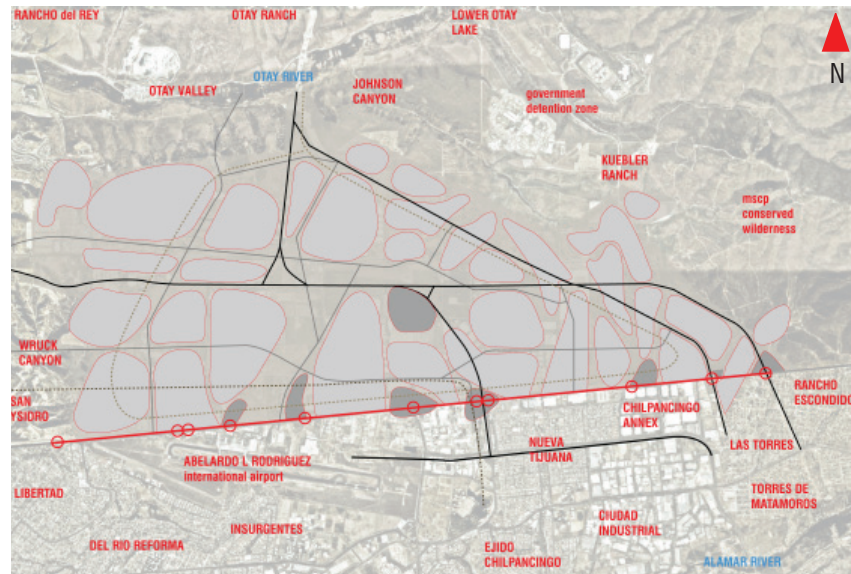 RANCHO del REY
OTAY RANCH
LOWER OTAY
LAKE
N
OTAY RIVER
OTAY VALLEY
JOHNSON
CANYON
government
detention zone
KUEBLER
RANCH
mscp
conserved
wilderness
WRUCK
CANYON
SAN
YSIDRO
RANCHO
ESCONDIDO
CHILPANCINGO
ANNEX
NUEVA
TIJUANA
LAS TORRES
ABELARDO L RODRIGUEZ
international airport
LIBERTAD
TORRES DE
MATAMOROS
INSURGENTES
CIUDAD
INDUSTRIAL
DEL RIO REFORMA
EJIDO
CHILPANCINGO
ALAMAR RIVER